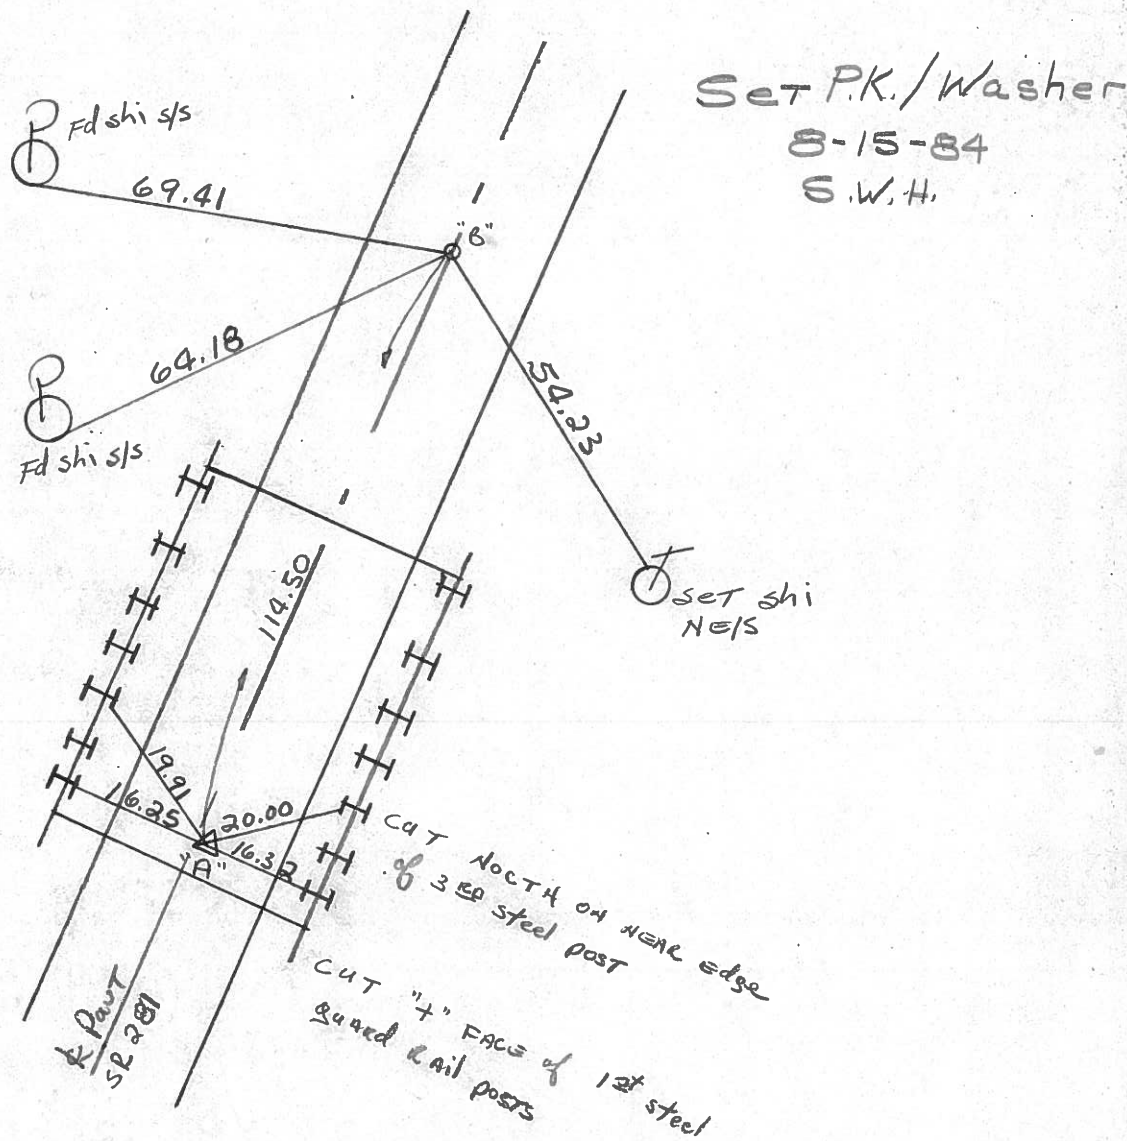 Set P.K./Washer
8-15-84
S.W.H.
Fd shi s/s
69.41
"B"
64.18
54.23
Fd shi s/s
114.50
Set shi
NE/S
19.91
16.25
20.00
16.32
"A"
CUT NOCTH ON NEAR Edge
of 3RD steel post
CUT "+" FACE of 1st steel
guard Rail posts
℄ Pavt
SR 281